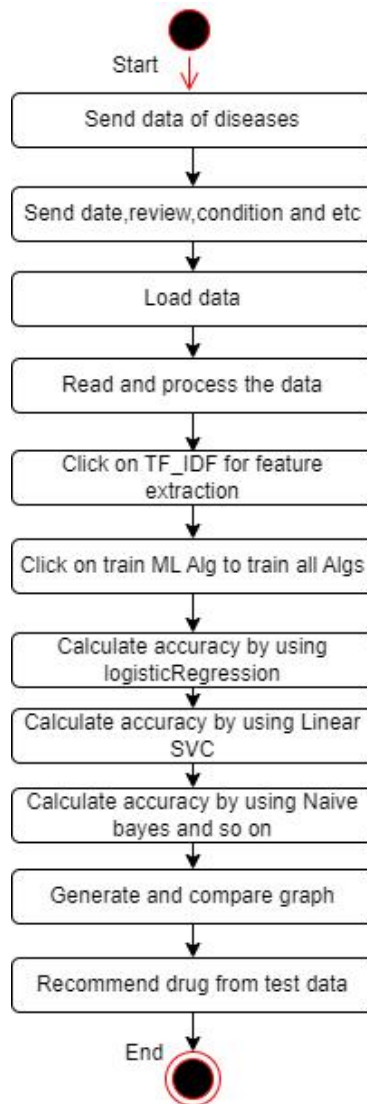 Start
Send data of diseases
Send date,review,condition and etc
Load data
Read and process the data
Click on TF_IDF for feature
extraction
Click on train ML Alg to train all Algs
Calculate accuracy by using
logisticRegression
Calculate accuracy by using Linear
SVC
Calculate accuracy by using Naive
bayes and so on
Generate and compare graph
Recommend drug from test data
End